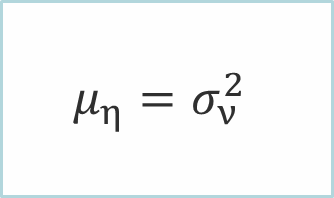 μ_η = σ_ν^2